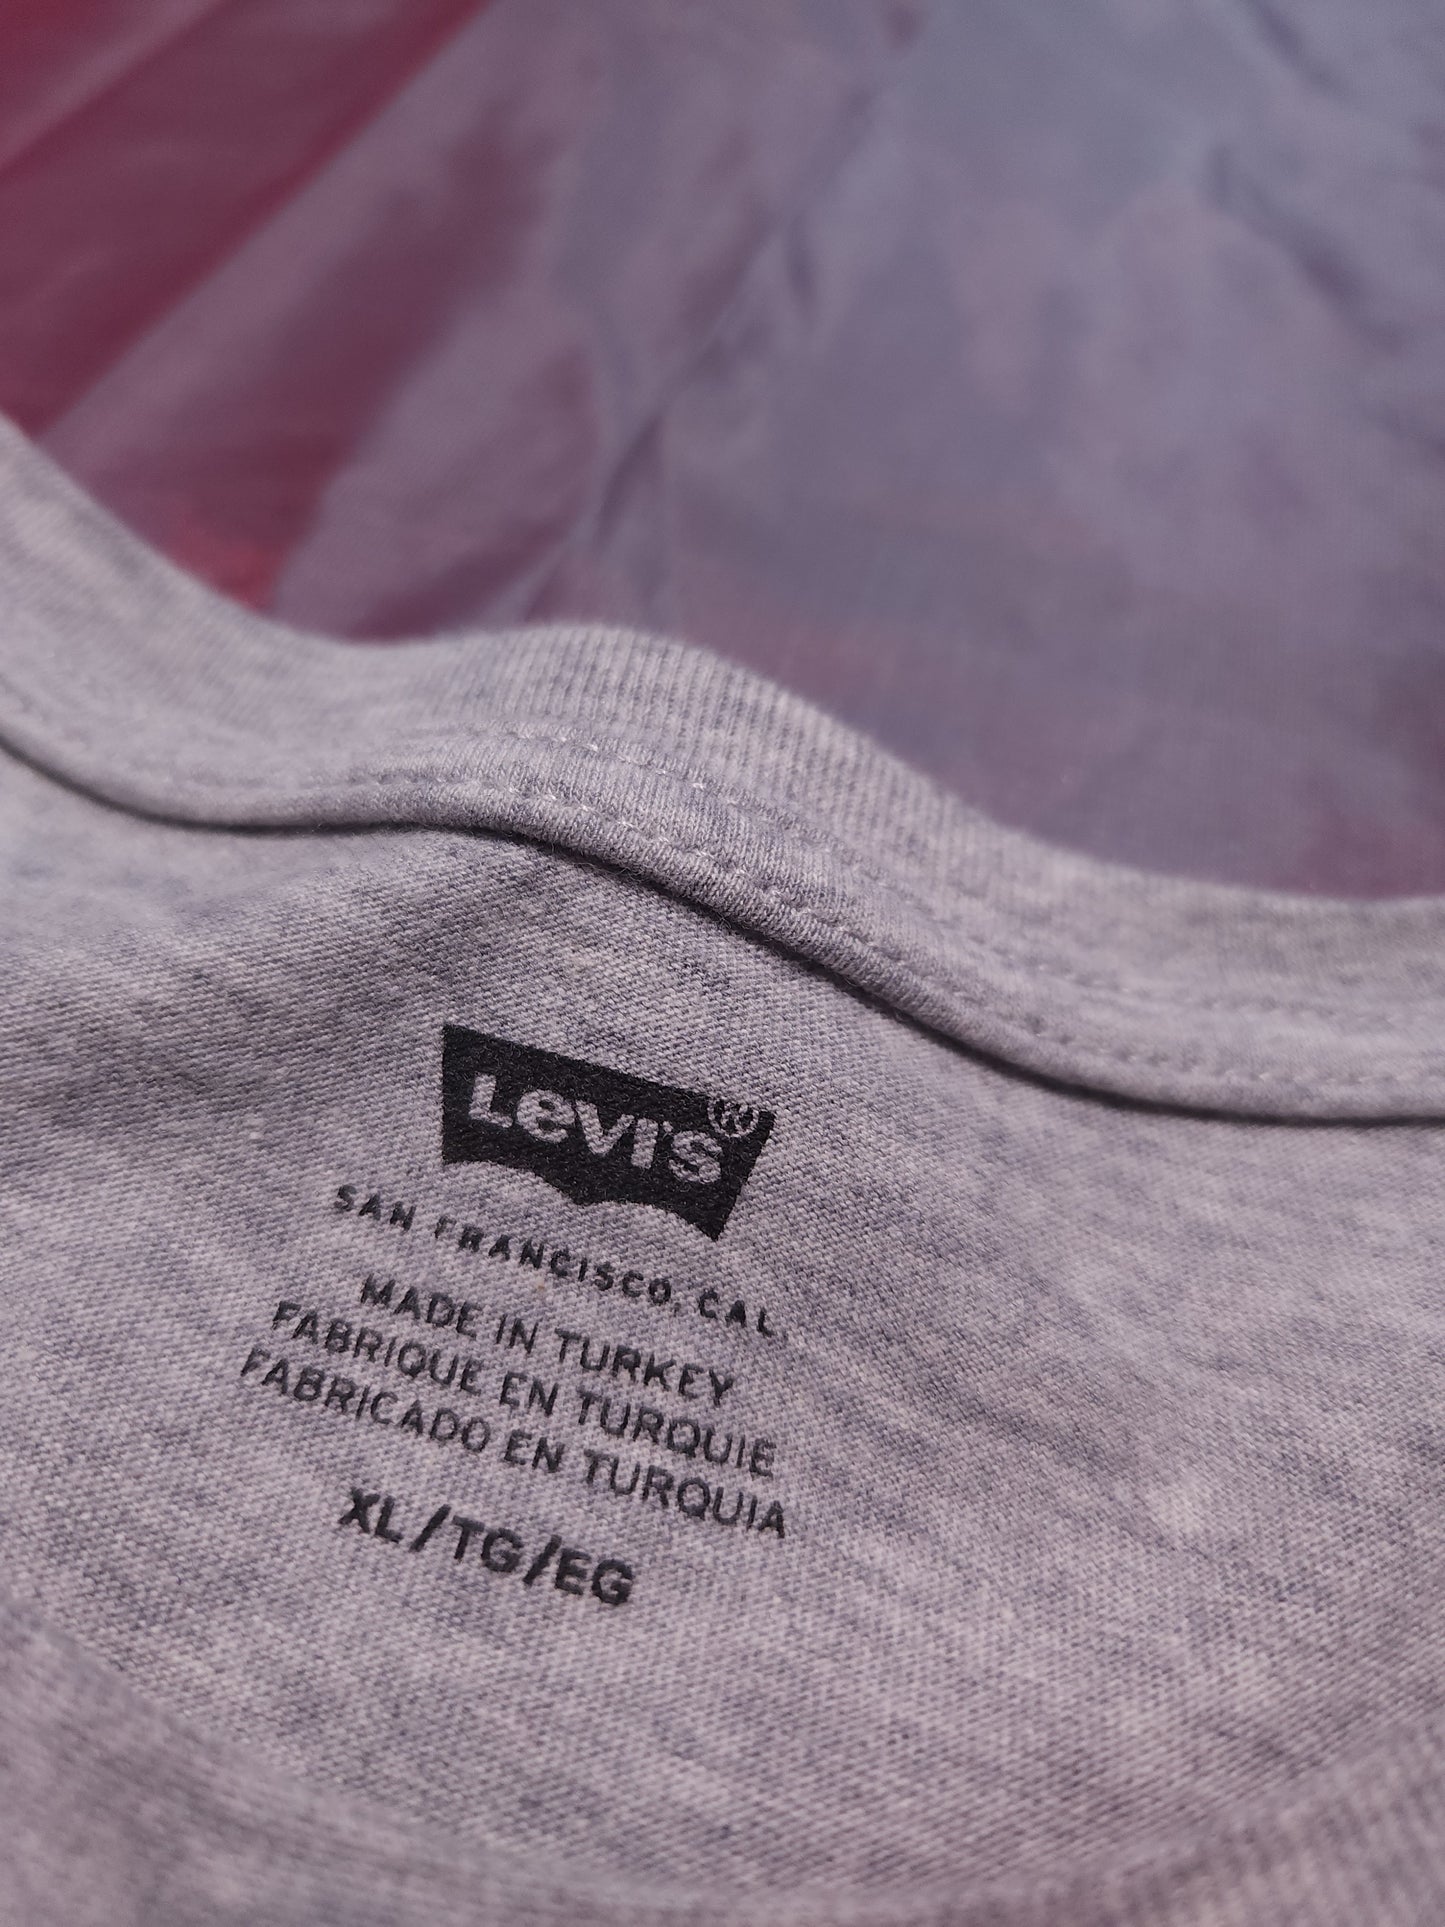 Levi's®
SAN FRANCISCO, CAL.
MADE IN TURKEY
FABRIQUE EN TURQUIE
FABRICADO EN TURQUIA
XL/TG/EG